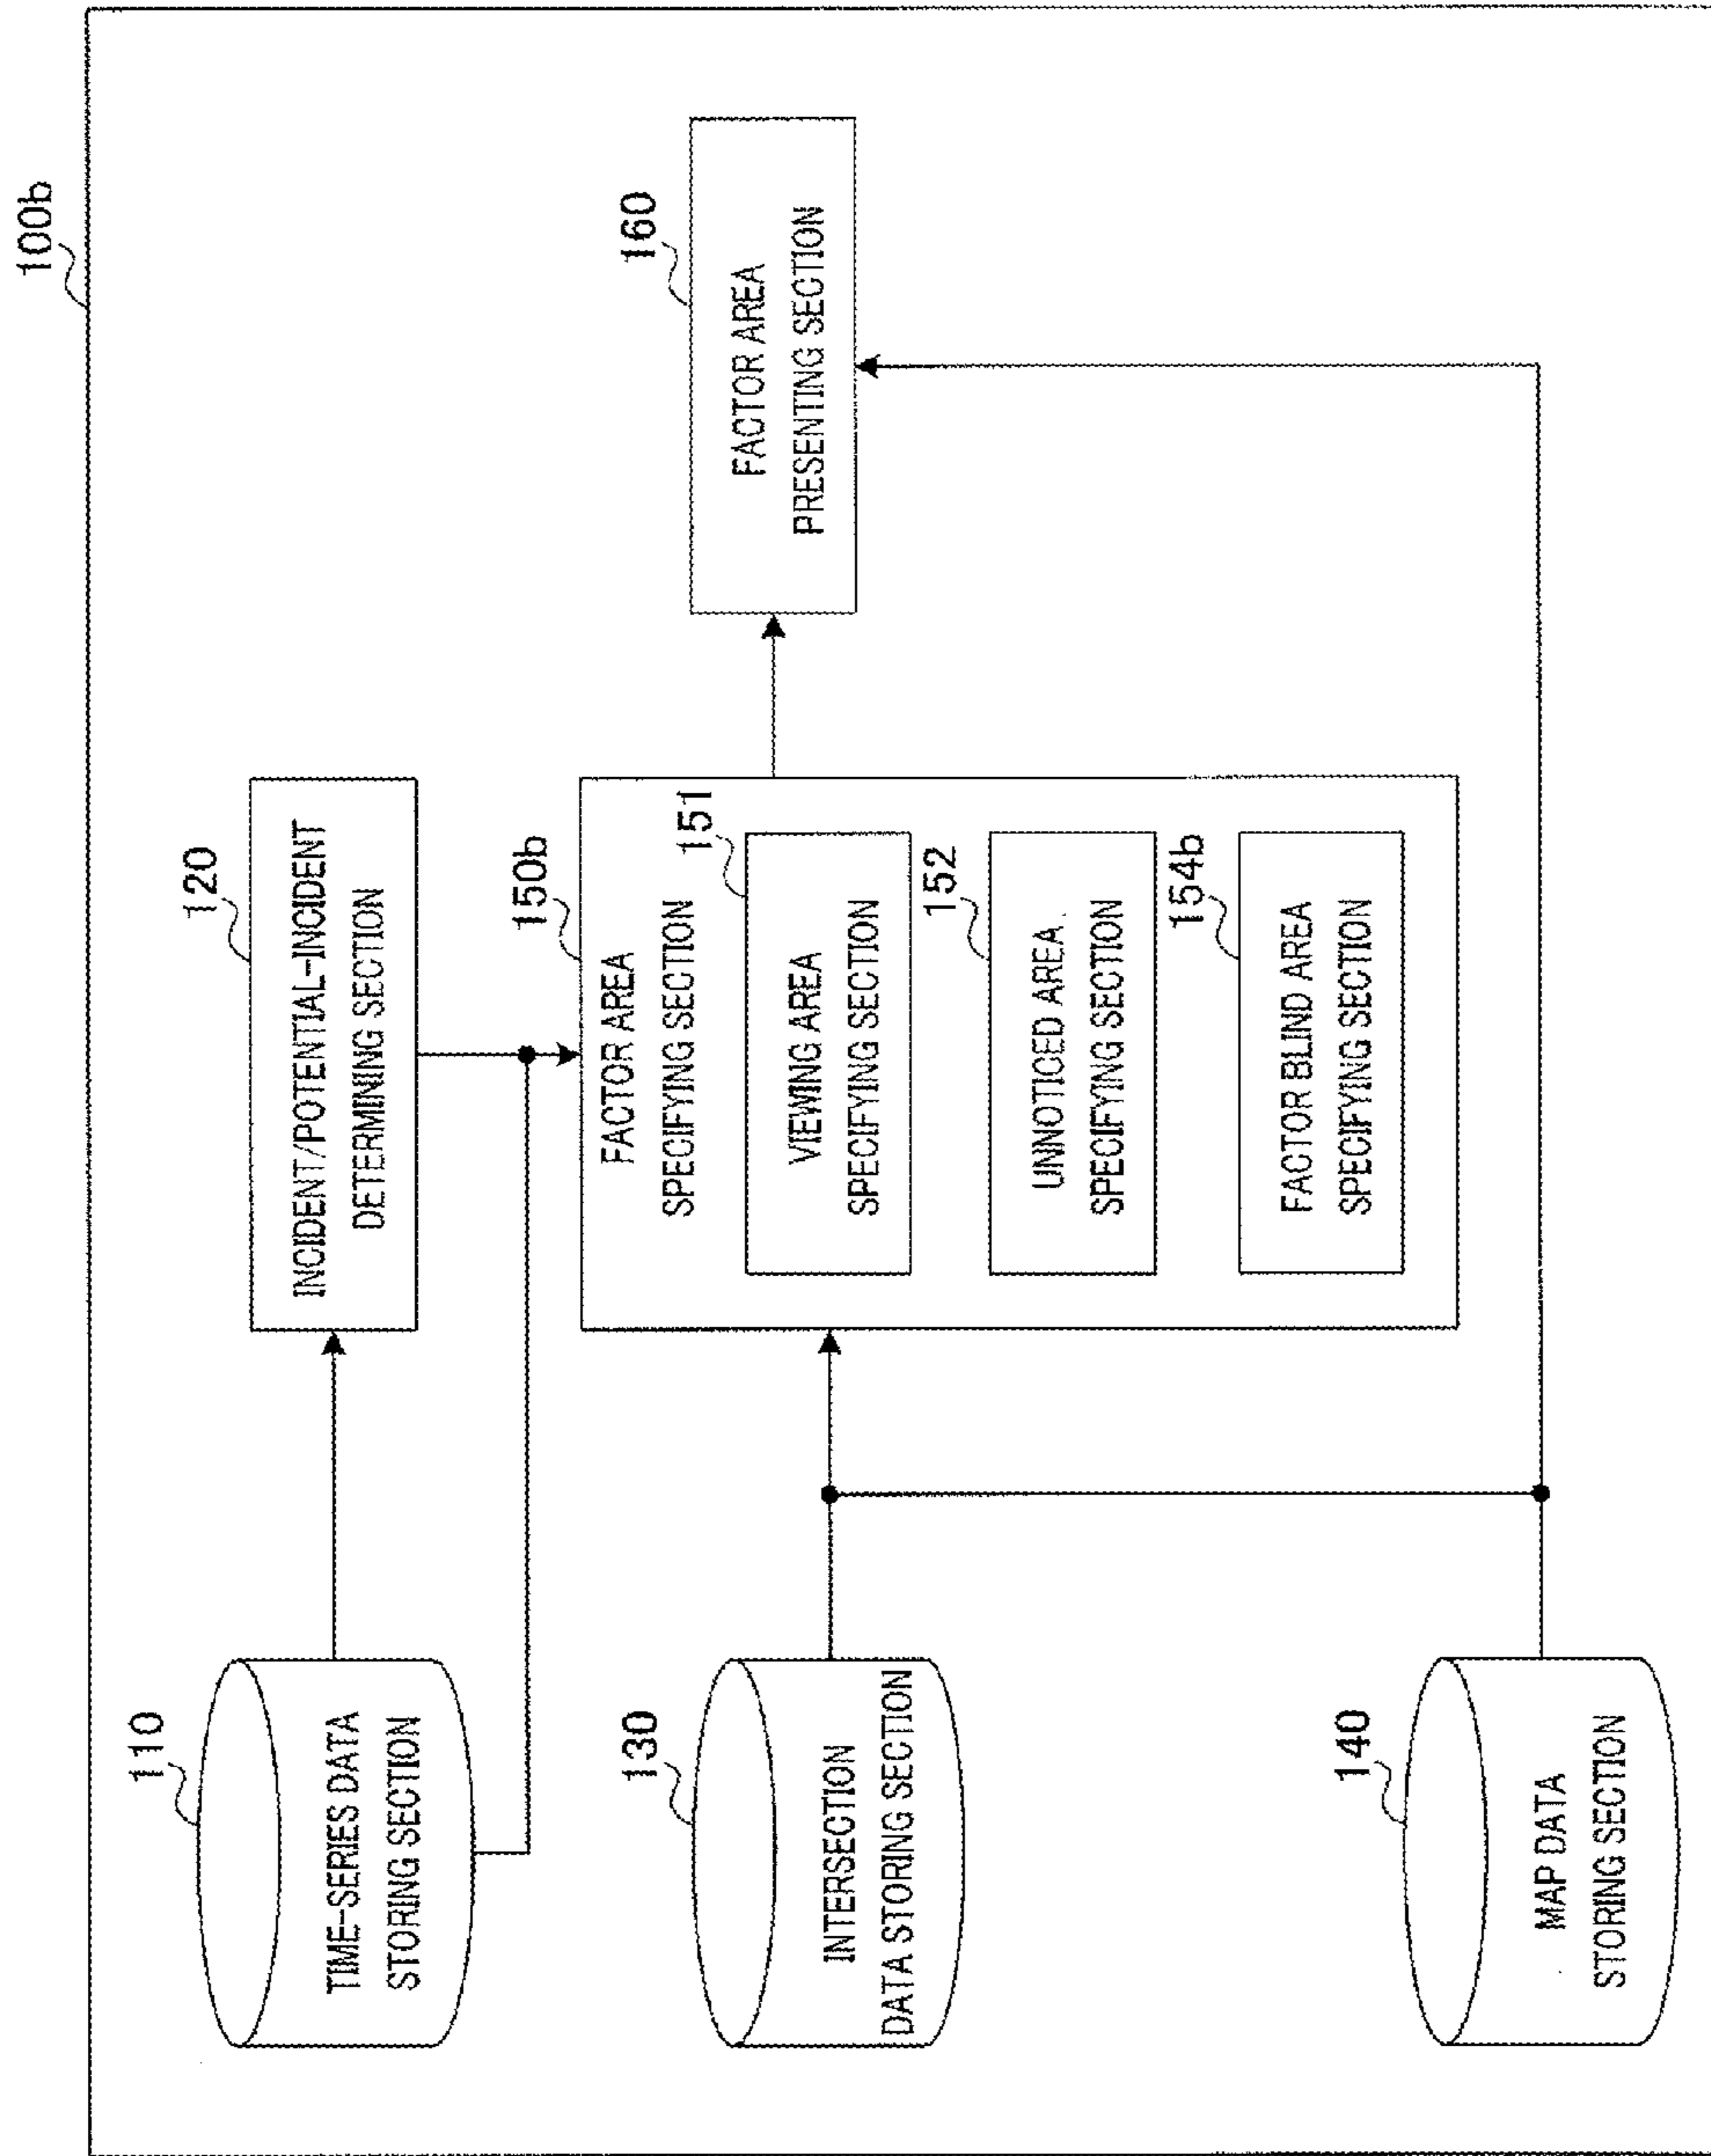 100b
110
TIME-SERIES DATA
STORING SECTION
120
INCIDENT/POTENTIAL-INCIDENT
DETERMINING SECTION
130
INTERSECTION
DATA STORING SECTION
150b
FACTOR AREA
SPECIFYING SECTION
151
VIEWING AREA
SPECIFYING SECTION
152
UNNOTICED AREA
SPECIFYING SECTION
154b
FACTOR BLIND AREA
SPECIFYING SECTION
160
FACTOR AREA
PRESENTING SECTION
140
MAP DATA
STORING SECTION